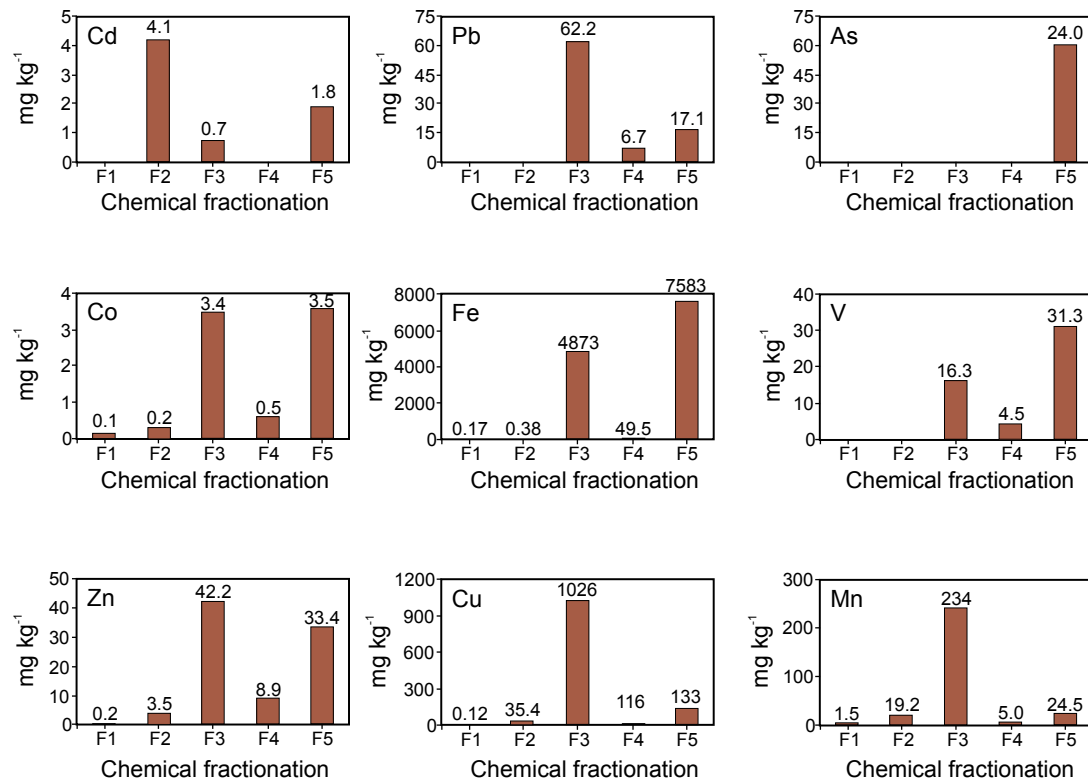 Cd
mg kg-1
5
4
3
2
1
0
4.1
0.7
1.8
F1 F2 F3 F4 F5
Chemical fractionation
Pb
mg kg-1
75
60
45
30
15
0
62.2
6.7
17.1
F1 F2 F3 F4 F5
Chemical fractionation
As
mg kg-1
75
60
45
30
15
0
24.0
F1 F2 F3 F4 F5
Chemical fractionation
Co
mg kg-1
4
3
2
1
0
0.1
0.2
3.4
0.5
3.5
F1 F2 F3 F4 F5
Chemical fractionation
Fe
mg kg-1
8000
6000
4000
2000
0
0.17
0.38
4873
49.5
7583
F1 F2 F3 F4 F5
Chemical fractionation
V
mg kg-1
40
30
20
10
0
16.3
4.5
31.3
F1 F2 F3 F4 F5
Chemical fractionation
Zn
mg kg-1
50
40
30
20
10
0
0.2
3.5
42.2
8.9
33.4
F1 F2 F3 F4 F5
Chemical fractionation
Cu
mg kg-1
1200
900
600
300
0
0.12
35.4
1026
116
133
F1 F2 F3 F4 F5
Chemical fractionation
Mn
mg kg-1
300
200
100
0
1.5
19.2
234
5.0
24.5
F1 F2 F3 F4 F5
Chemical fractionation